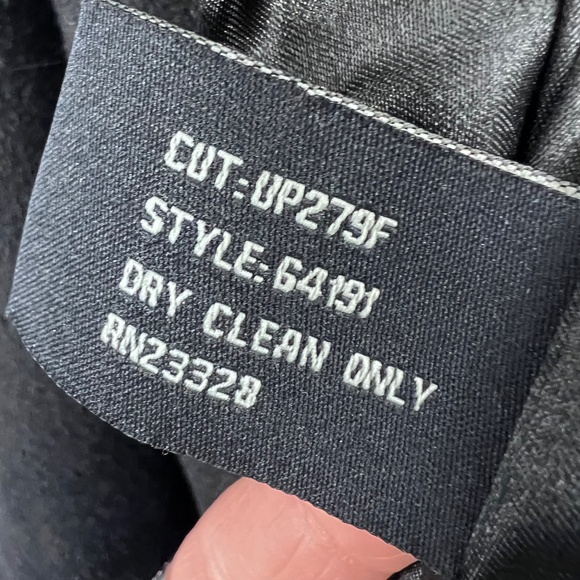 CUT:UP279F
STYLE:64191
DRY CLEAN ONLY
RN23328